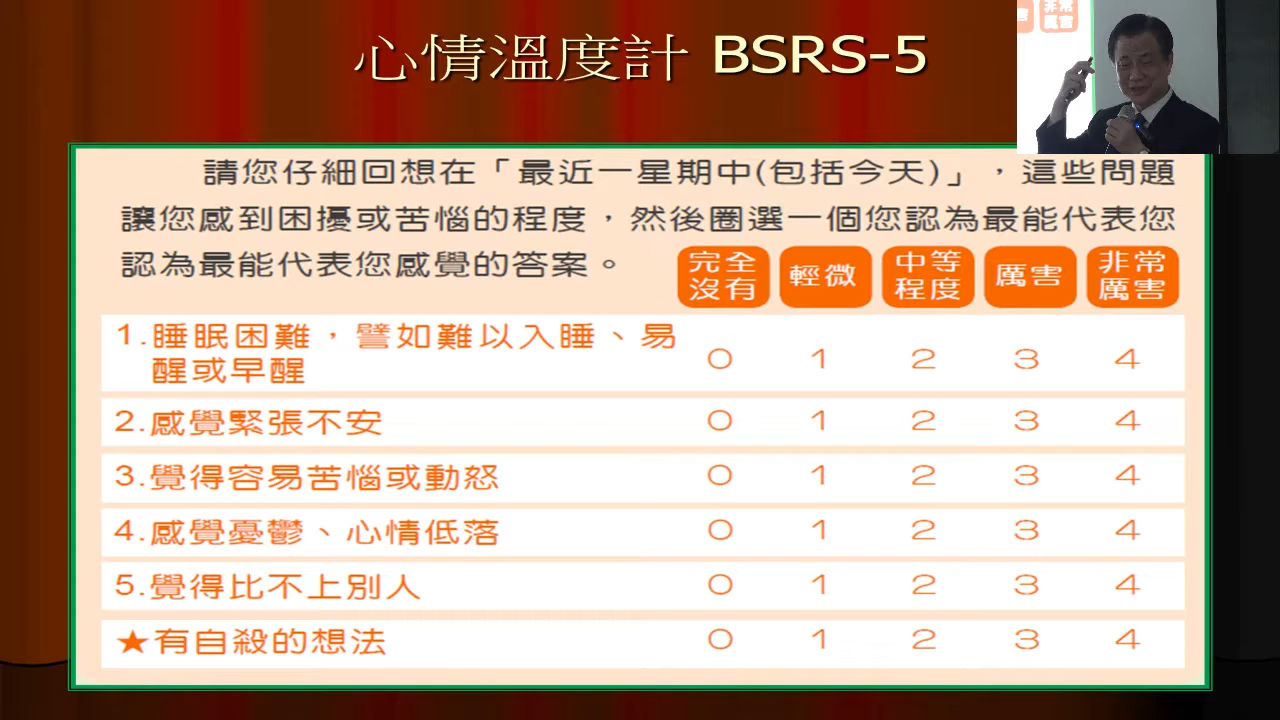 心情溫度計 BSRS-5
請您仔細回想在「最近一星期中(包括今天)」，這些問題
讓您感到困擾或苦惱的程度，然後圈選一個您認為最能代表您
認為最能代表您感覺的答案。
完全沒有 輕微 中等程度 厲害 非常厲害
1.睡眠困難，譬如難以入睡、易
醒或早醒 0 1 2 3 4
2.感覺緊張不安 0 1 2 3 4
3.覺得容易苦惱或動怒 0 1 2 3 4
4.感覺憂鬱、心情低落 0 1 2 3 4
5.覺得比不上別人 0 1 2 3 4
★有自殺的想法 0 1 2 3 4
害 非常
厲害